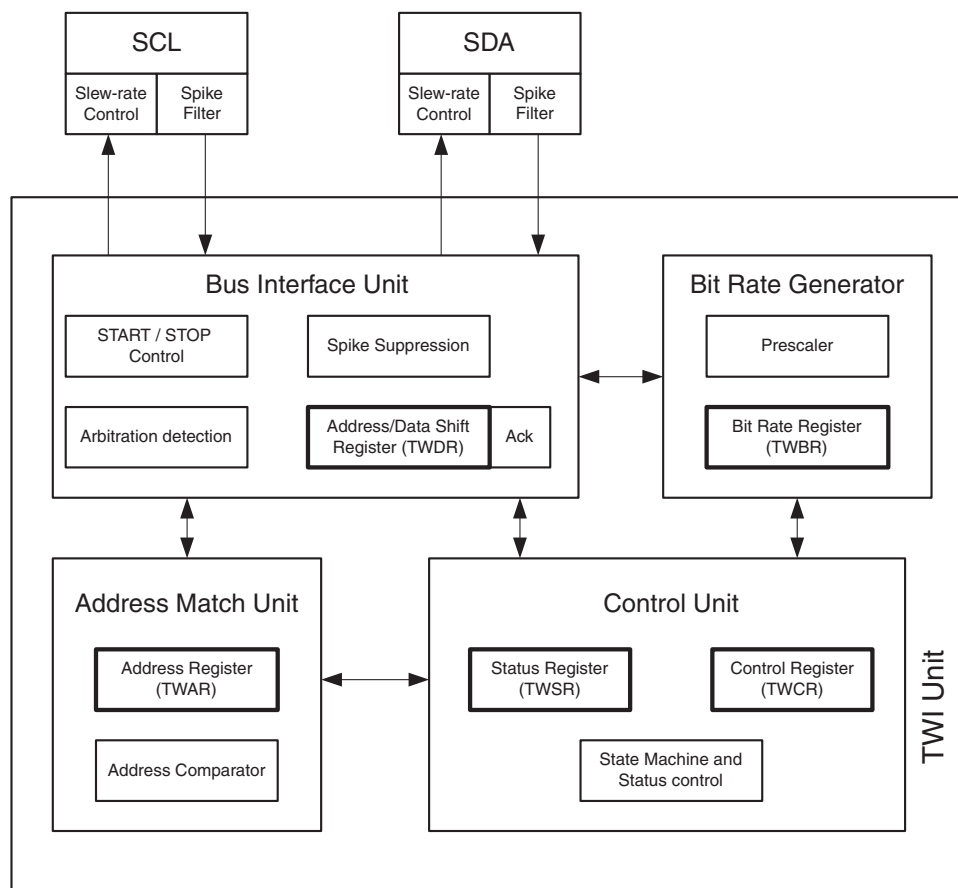 SCL
Slew-rate
Control
Spike
Filter
SDA
Slew-rate
Control
Spike
Filter
Bus Interface Unit
START / STOP
Control
Spike Suppression
Arbitration detection
Address/Data Shift
Register (TWDR)
Ack
Bit Rate Generator
Prescaler
Bit Rate Register
(TWBR)
Address Match Unit
Address Register
(TWAR)
Address Comparator
Control Unit
Status Register
(TWSR)
Control Register
(TWCR)
State Machine and
Status control
TWI Unit